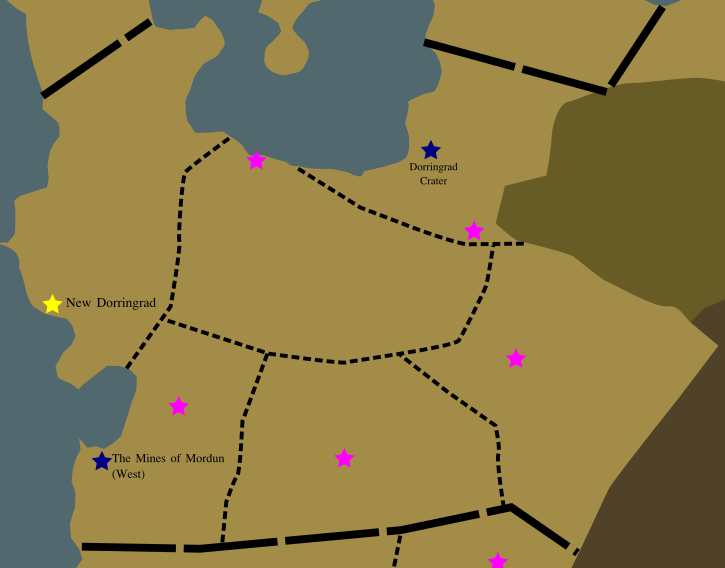 Dorringrad
Crater
New Dorringrad
The Mines of Mordun
(West)